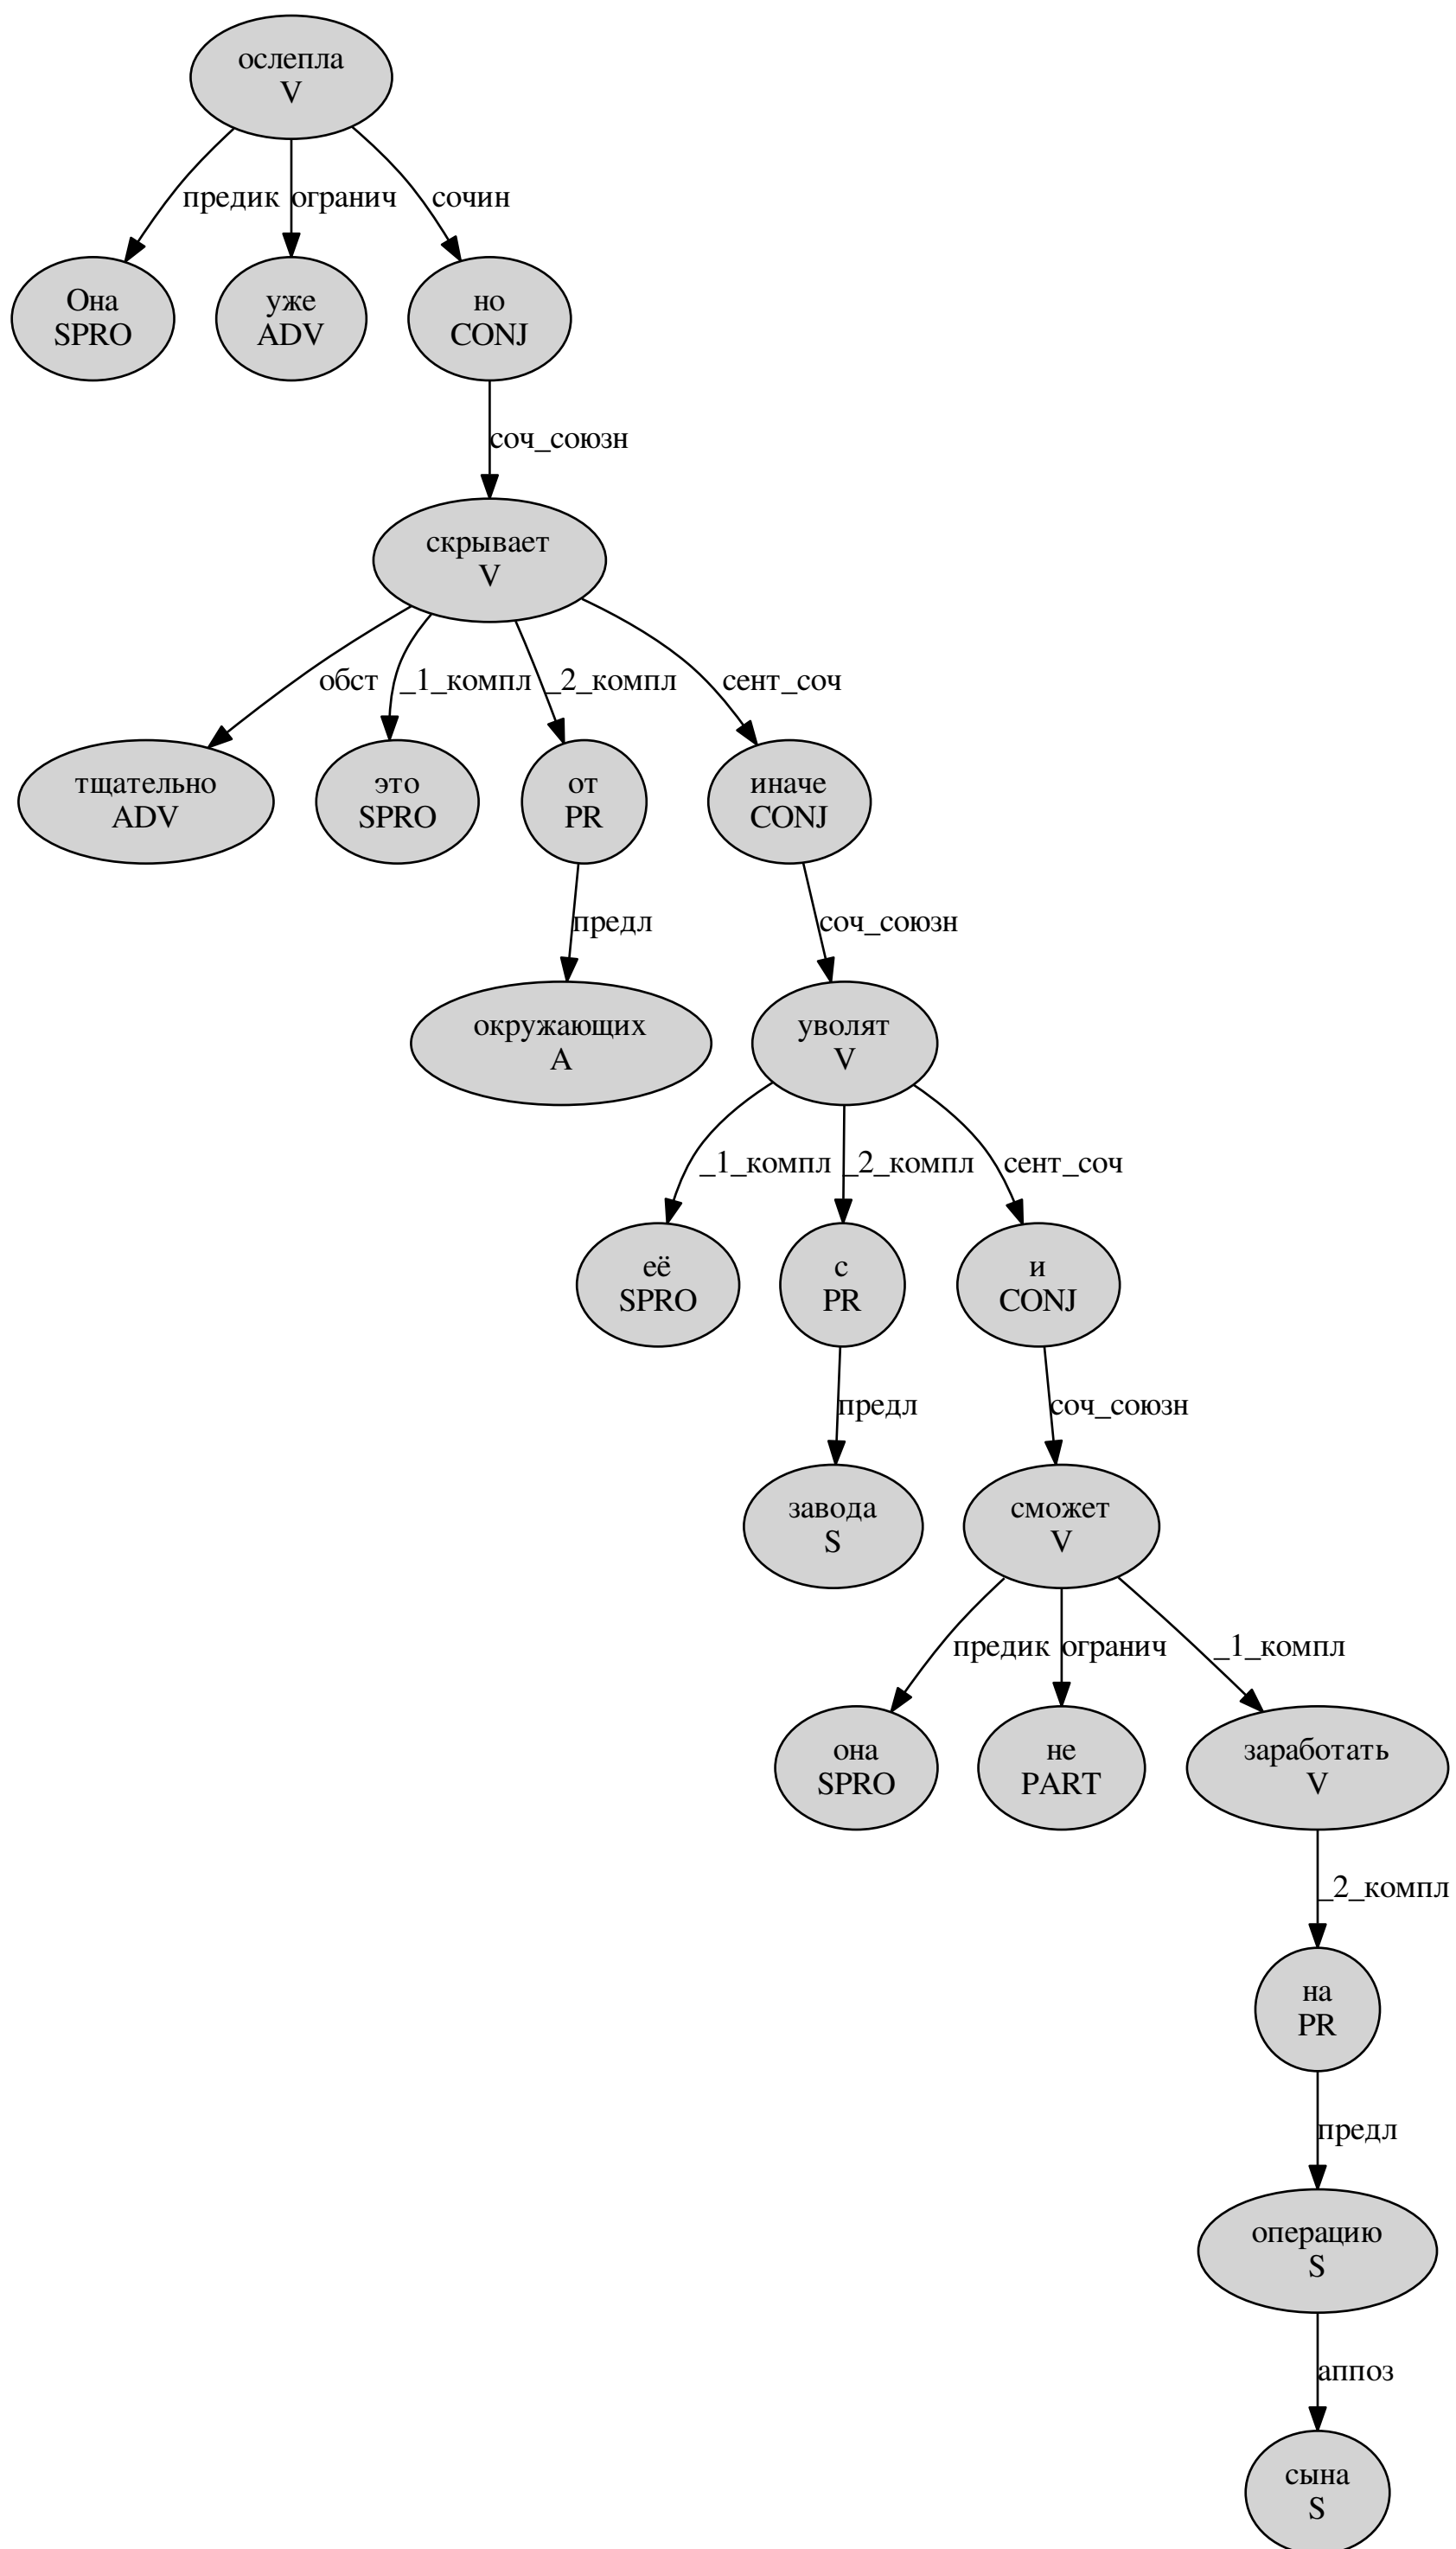 ослепла
V
предик
огранич
сочин
Она
SPRO
уже
ADV
но
CONJ
соч_союзн
скрывает
V
обст
_1_компл
_2_компл
сент_соч
тщательно
ADV
это
SPRO
от
PR
иначе
CONJ
предл
соч_союзн
окружающих
A
уволят
V
_1_компл
_2_компл
сент_соч
её
SPRO
с
PR
и
CONJ
предл
соч_союзн
завода
S
сможет
V
предик
огранич
_1_компл
она
SPRO
не
PART
заработать
V
_2_компл
на
PR
предл
операцию
S
аппоз
сына
S